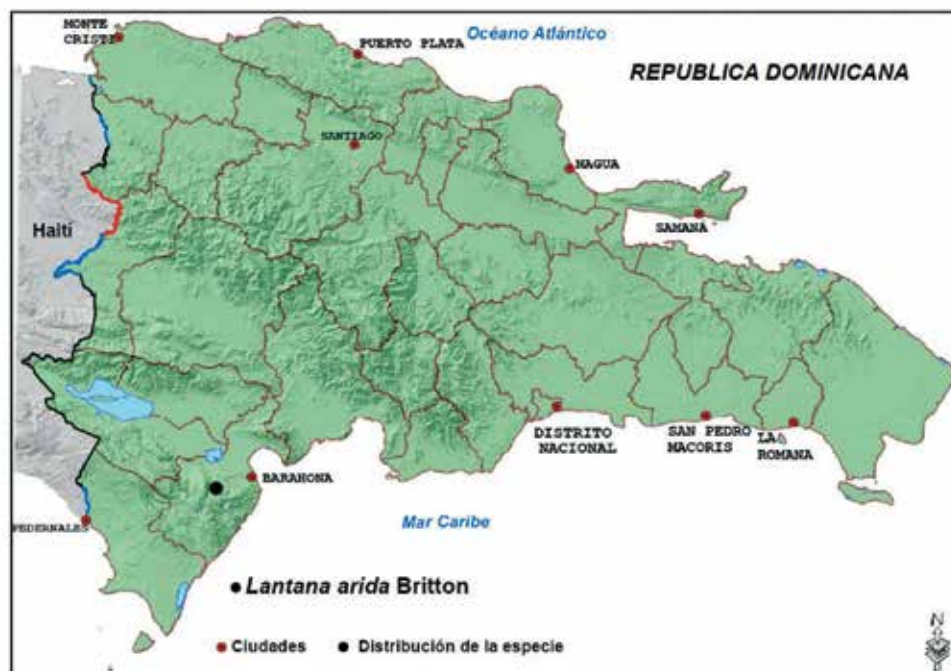 MONTE
CRISTI
PUERTO PLATA
Océano Atlántico
REPUBLICA DOMINICANA
SANTIAGO
NAGUA
Haití
SAMANÁ
DISTRITO
NACIONAL
SAN PEDRO
MACORIS
LA
ROMANA
BARAHONA
PEDERNALES
Mar Caribe
Lantana arida Britton
Ciudades
Distribución de la especie
N